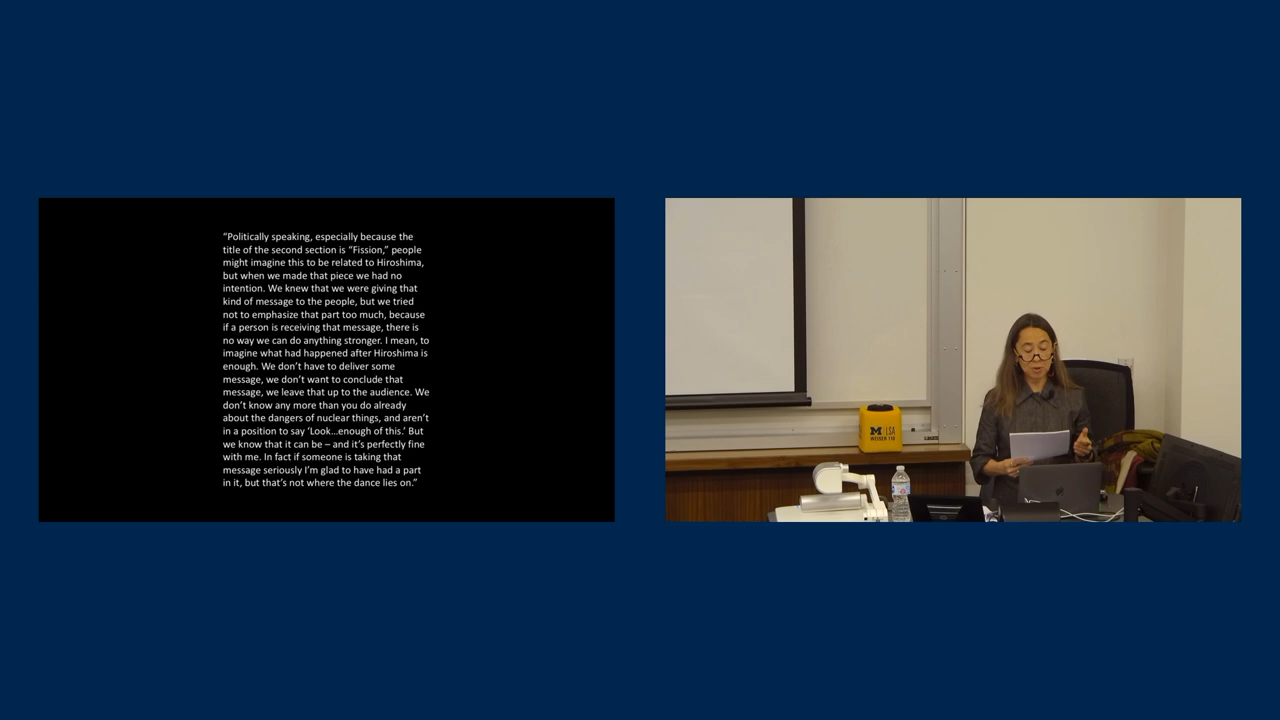 “Politically speaking, especially because the
title of the second section is “Fission,” people
might imagine this to be related to Hiroshima,
but when we made that piece we had no
intention. We knew that we were giving that
kind of message to the people, but we tried
not to emphasize that part too much, because
if a person is receiving that message, there is
no way we can do anything stronger. I mean, to
imagine what had happened after Hiroshima is
enough. We don’t have to deliver some
message, we don’t want to conclude that
message, we leave that up to the audience. We
don’t know any more than you do already
about the dangers of nuclear things, and aren’t
in a position to say ‘Look…enough of this.’ But
we know that it can be – and it’s perfectly fine
with me. In fact if someone is taking that
message seriously I’m glad to have had a part
in it, but that’s not where the dance lies on.”
M LSA
WEISER 110